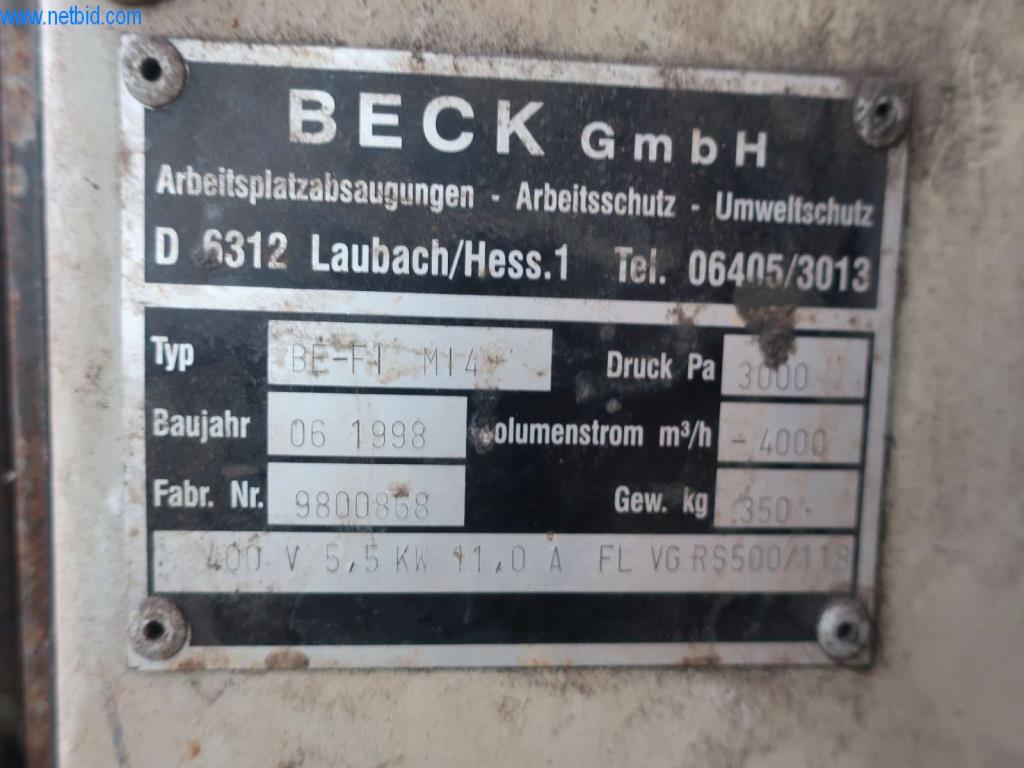 www.netbid.com
BECK GmbH
Arbeitsplatzabsaugungen - Arbeitsschutz - Umweltschutz
D 6312 Laubach/Hess.1 Tel. 06405/3013
Typ BE-F1 M14 Druck Pa 3000
Baujahr 06 1998 olumenstrom m³/h - 4000
Fabr. Nr. 9800868 Gew. kg 350
400 V 5,5 KW 11,0 A FL VG RS500/118